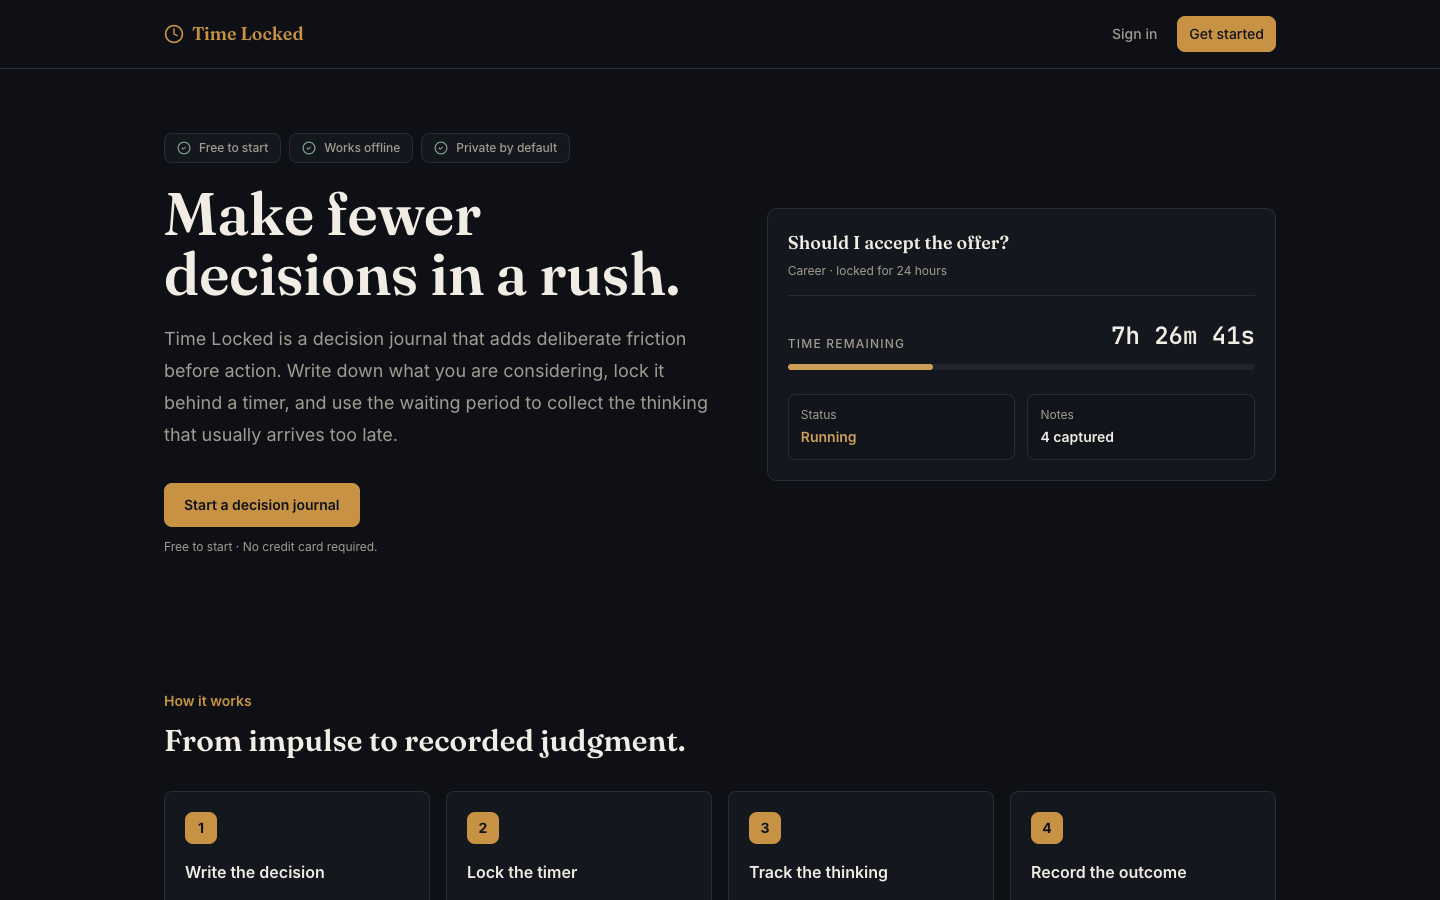 Time Locked
Sign in
Get started
Free to start
Works offline
Private by default
Make fewer
decisions in a rush.
Time Locked is a decision journal that adds deliberate friction
before action. Write down what you are considering, lock it
behind a timer, and use the waiting period to collect the thinking
that usually arrives too late.
Start a decision journal
Free to start · No credit card required.
Should I accept the offer?
Career · locked for 24 hours
TIME REMAINING
7h 26m 41s
Status
Running
Notes
4 captured
How it works
From impulse to recorded judgment.
1
Write the decision
2
Lock the timer
3
Track the thinking
4
Record the outcome